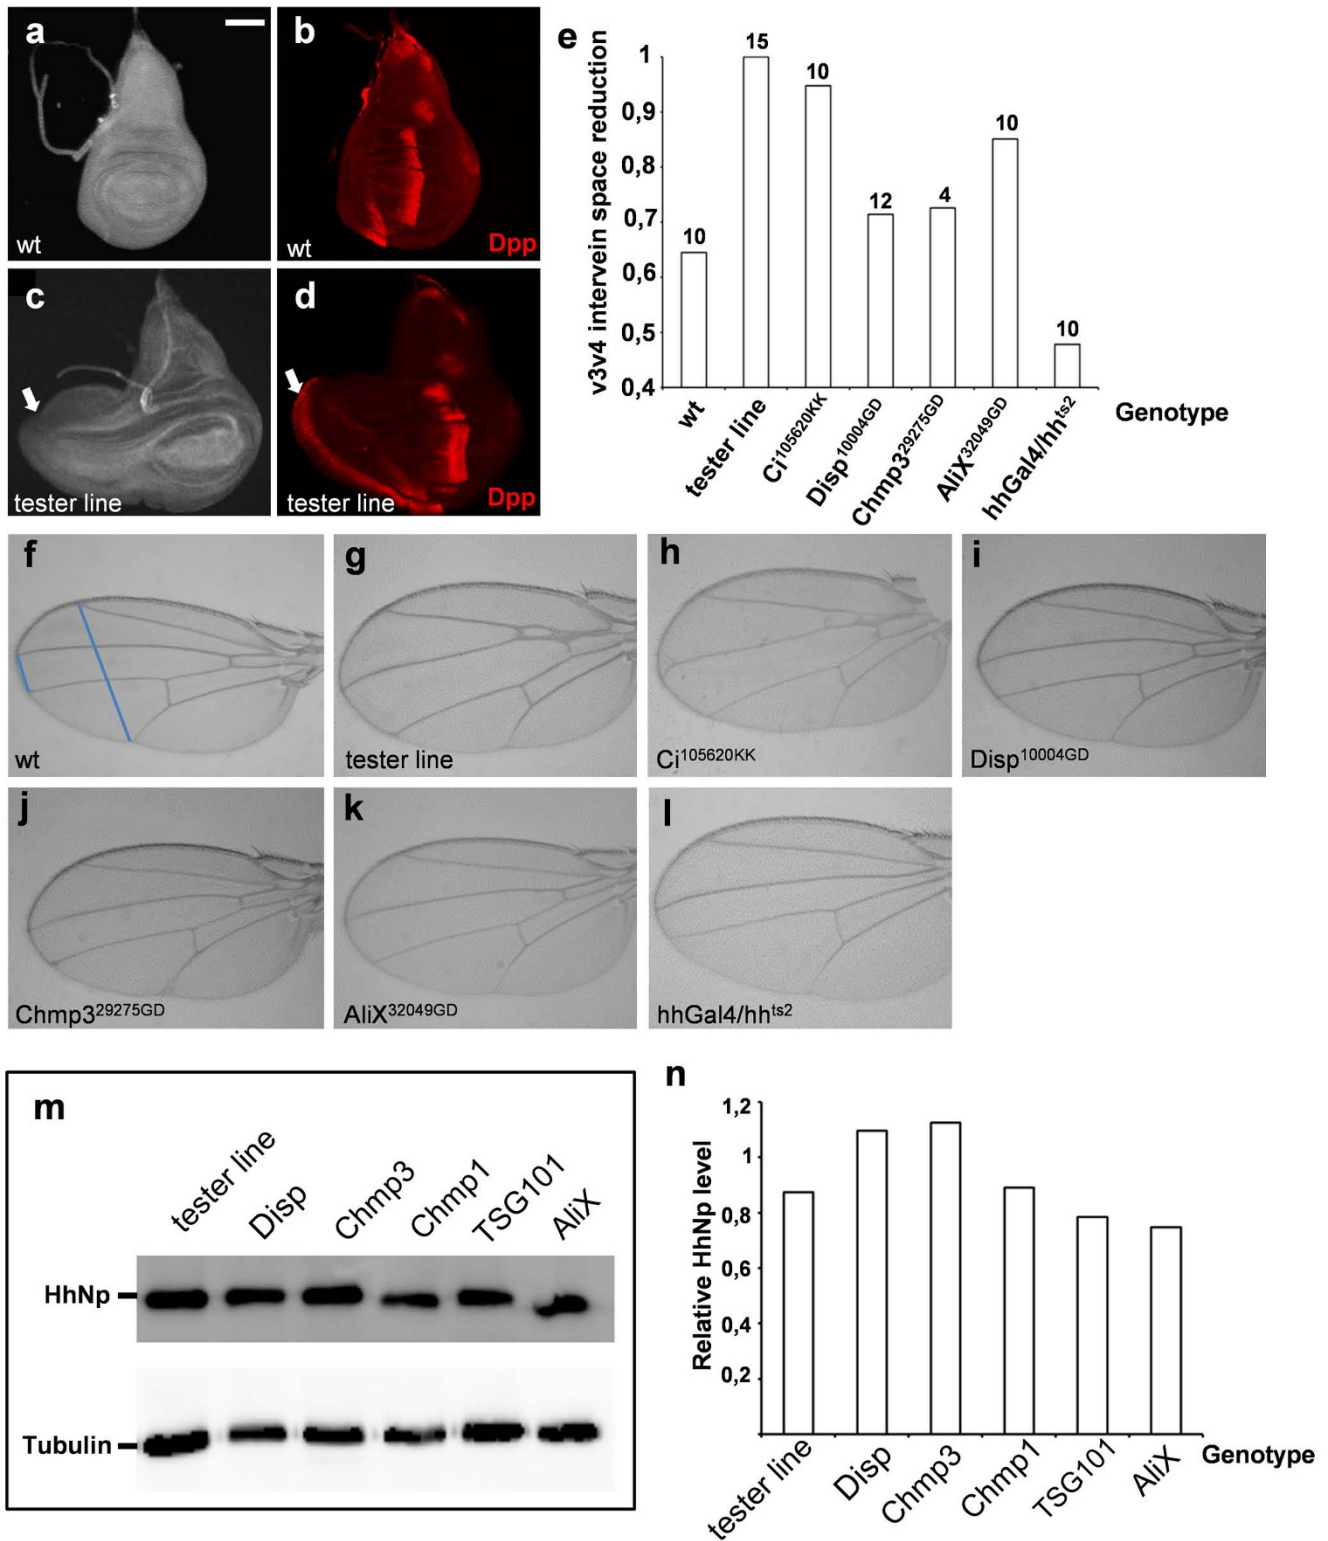 a
wt
b
wt
Dpp
c
tester line
d
tester line
Dpp
e
v3v4 intervein space reduction
1
0,9
0,8
0,7
0,6
0,5
0,4
10
15
10
12
4
10
10
wt
tester line
Ci105620KK
Disp10004GD
Chmp329275GD
AliX32049GD
hhGal4/hhts2
Genotype
f
wt
g
tester line
h
Ci105620KK
i
Disp10004GD
j
Chmp329275GD
k
AliX32049GD
l
hhGal4/hhts2
m
tester line
Disp
Chmp3
Chmp1
TSG101
AliX
HhNp
Tubulin
n
Relative HhNp level
1,2
1
0,8
0,6
0,4
0,2
tester line
Disp
Chmp3
Chmp1
TSG101
AliX
Genotype